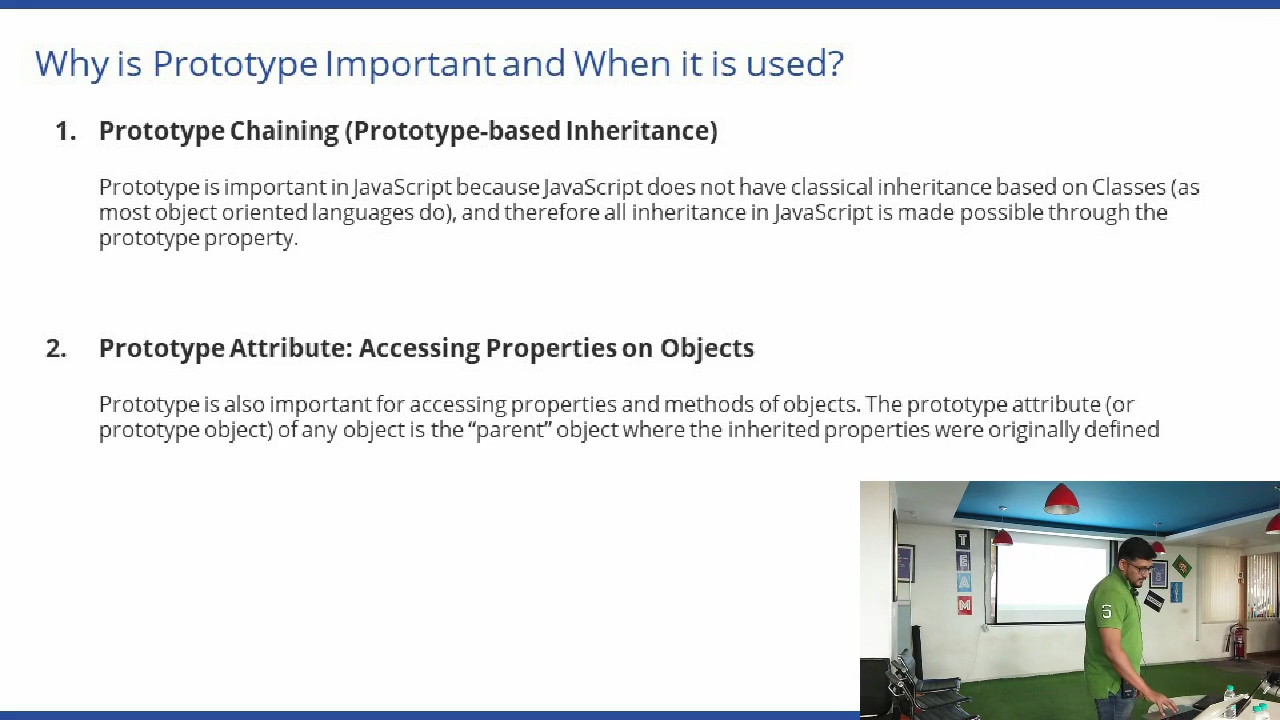 Why is Prototype Important and When it is used?
1. Prototype Chaining (Prototype-based Inheritance)
Prototype is important in JavaScript because JavaScript does not have classical inheritance based on Classes (as
most object oriented languages do), and therefore all inheritance in JavaScript is made possible through the
prototype property.
2. Prototype Attribute: Accessing Properties on Objects
Prototype is also important for accessing properties and methods of objects. The prototype attribute (or
prototype object) of any object is the “parent” object where the inherited properties were originally defined
T
E
A
M
S